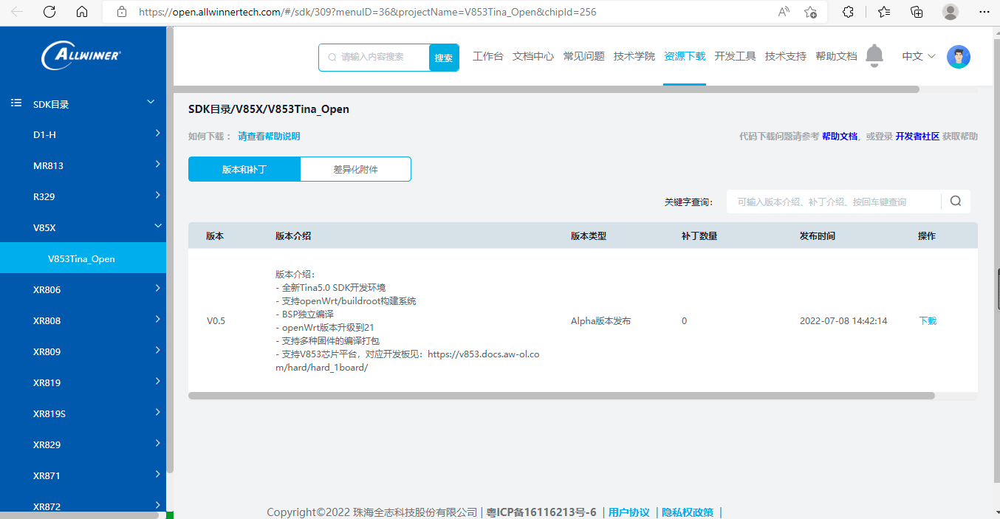 https://open.allwinnertech.com/#/sdk/309?menuID=36&projectName=V853Tina_Open&chipId=256
ALLWINNER
请输入内容搜索
搜索
工作台
文档中心
常见问题
技术学院
资源下载
开发工具
技术支持
帮助文档
中文
SDK目录
D1-H
MR813
R329
V85X
V853Tina_Open
XR806
XR808
XR809
XR819
XR819S
XR829
XR871
XR872
SDK目录/V85X/V853Tina_Open
如何下载： 请查看帮助说明
代码下载问题请参考 帮助文档，或登录 开发者社区 获取帮助
版本和补丁
差异化附件
关键字查询：
可输入版本介绍、补丁介绍、按回车键查询
版本 版本介绍 版本类型 补丁数量 发布时间 操作
版本介绍：
- 全新Tina5.0 SDK开发环境
- 支持openWrt/buildroot构建系统
- BSP独立编译
- openWrt版本升级到21
- 支持多种固件的编译打包
- 支持V853芯片平台，对应开发板见：https://v853.docs.aw-ol.co
m/hard/hard_1board/
V0.5
Alpha版本发布
0
2022-07-08 14:42:14
下载
Copyright©2022 珠海全志科技股份有限公司 | 粤ICP备16116213号-6 | 用户协议 | 隐私权政策 |